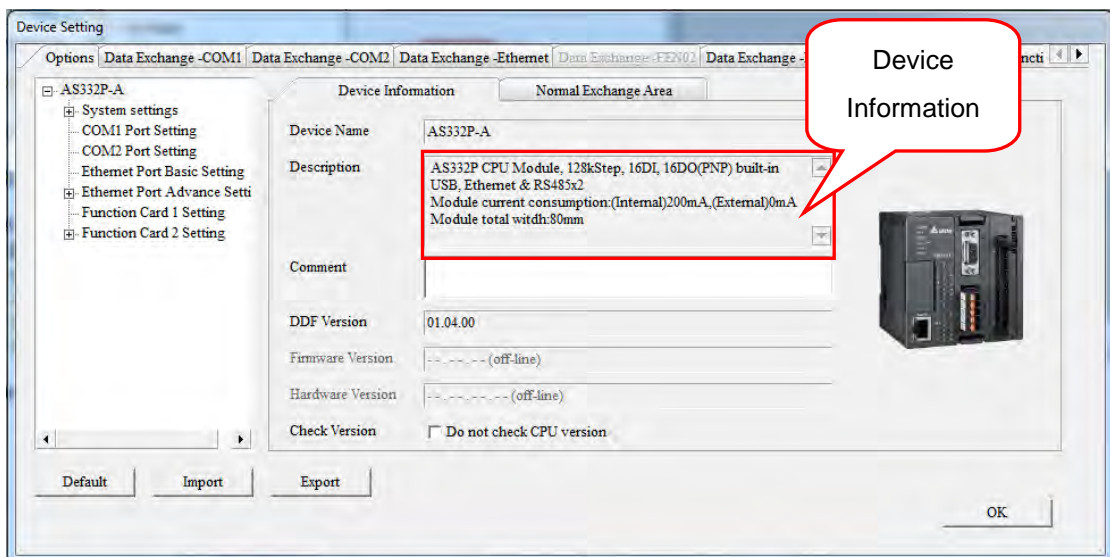 Device Setting
Options Data Exchange -COM1 Data Exchange -COM2 Data Exchange -Ethernet Data Exchange -FEN02 Data Exchange - ncti
Device
Information
AS332P-A
System settings
COM1 Port Setting
COM2 Port Setting
Ethernet Port Basic Setting
Ethernet Port Advance Setti
Function Card 1 Setting
Function Card 2 Setting
Device Information Normal Exchange Area
Device Name AS332P-A
Description AS332P CPU Module, 128kStep, 16DI, 16DO(PNP) built-in
USB, Ethernet & RS485x2
Module current consumption:(Internal)200mA,(External)0mA
Module total witdh:80mm
Comment
DDF Version 01.04.00
Firmware Version --.--.-- (off-line)
Hardware Version --.--.--.-- (off-line)
Check Version Do not check CPU version
Default Import Export
OK